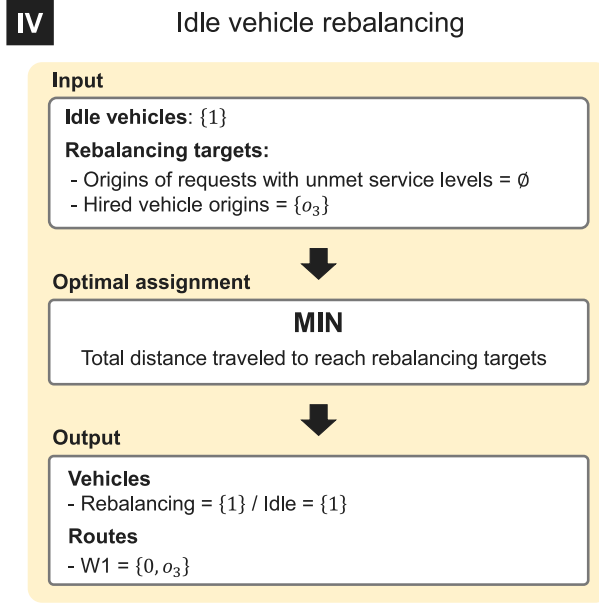 IV
Idle vehicle rebalancing
Input
Idle vehicles: {1}
Rebalancing targets:
- Origins of requests with unmet service levels = ∅
- Hired vehicle origins = {o₃}
Optimal assignment
MIN
Total distance traveled to reach rebalancing targets
Output
Vehicles
- Rebalancing = {1} / Idle = {1}
Routes
- W1 = {0, o₃}